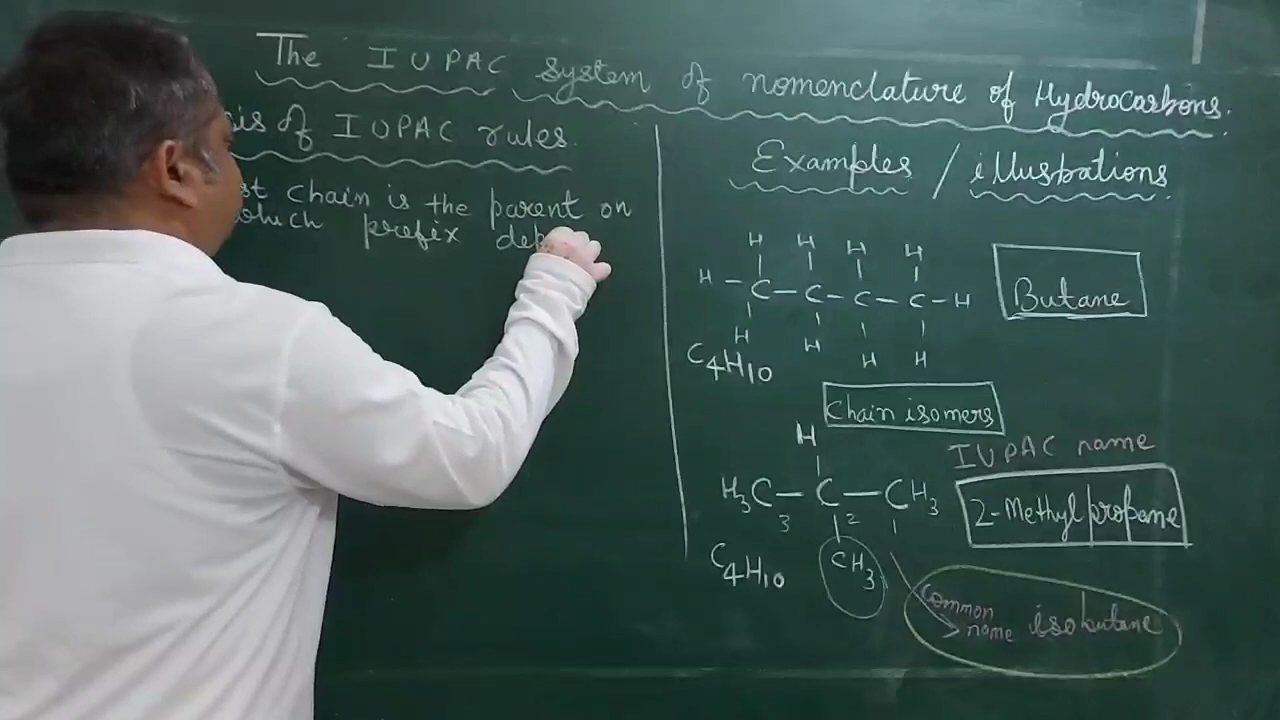 The IUPAC system of nomenclature of Hydrocarbons.
is of IUPAC rules.
st chain is the parent on
which prefix dep
Examples / illustrations
H H H H
H - C - C - C - C - H
H H H H
Butane
C4H10
Chain isomers
H
IUPAC name
H3C - C - CH3
3 2 1
2-Methylpropane
CH3
C4H10
Common
name isobutane